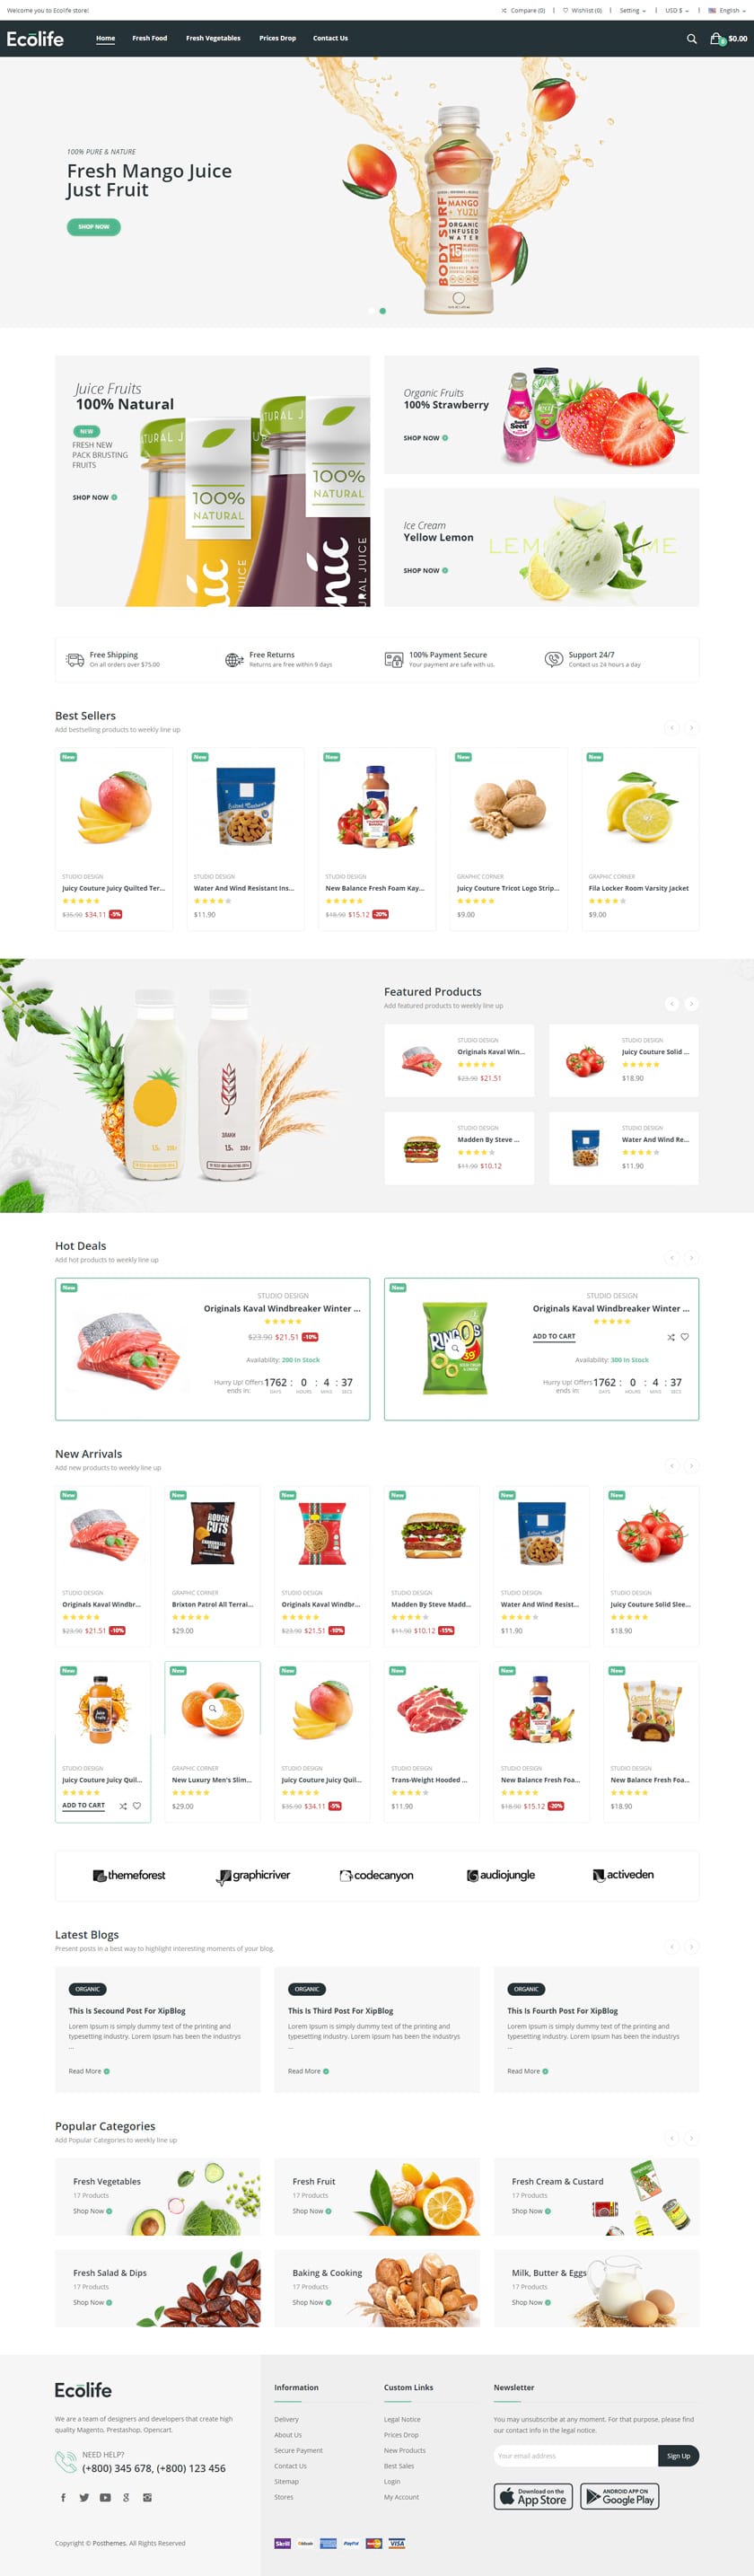 Welcome you to Ecolife store!
Compare (0)
Wishlist (0)
Setting
USD $
English
Ecolife
Home
Fresh Food
Fresh Vegetables
Prices Drop
Contact Us
0
$0.00
100% PURE & NATURE
Fresh Mango Juice
Just Fruit
SHOP NOW
BODY SURF
MANGO
+ YUZU
ORGANIC
INFUSED
WATER
15
Juice Fruits
100% Natural
NEW
FRESH NEW
PACK BRUSTING
FRUITS
SHOP NOW
100%
NATURAL
100%
NATURAL
Organic Fruits
100% Strawberry
SHOP NOW
Ice Cream
Yellow Lemon
SHOP NOW
Free Shipping
On all orders over $75.00
Free Returns
Returns are free within 9 days
100% Payment Secure
Your payment are safe with us.
Support 24/7
Contact us 24 hours a day
Best Sellers
Add bestselling products to weekly line up
New
New
New
New
New
STUDIO DESIGN
Juicy Couture Juicy Quilted Ter...
$35.90 $34.11 -5%
STUDIO DESIGN
Water And Wind Resistant Ins...
$11.90
STUDIO DESIGN
New Balance Fresh Foam Kay...
$18.90 $15.12 -20%
GRAPHIC CORNER
Juicy Couture Tricot Logo Strip...
$9.00
GRAPHIC CORNER
Fila Locker Room Varsity Jacket
$9.00
Featured Products
Add featured products to weekly line up
STUDIO DESIGN
Originals Kaval Win...
$23.90 $21.51
STUDIO DESIGN
Juicy Couture Solid ...
$18.90
STUDIO DESIGN
Madden By Steve ...
$11.90 $10.12
STUDIO DESIGN
Water And Wind Re...
$11.90
Hot Deals
Add hot products to weekly line up
New
STUDIO DESIGN
Originals Kaval Windbreaker Winter ...
$23.90 $21.51 -10%
Availability: 200 In Stock
Hurry Up! Offers ends in:
1762 : 0 : 4 : 37
DAYS HOURS MINS SECS
New
STUDIO DESIGN
Originals Kaval Windbreaker Winter ...
ADD TO CART
Availability: 300 In Stock
Hurry Up! Offers ends in:
1762 : 0 : 4 : 37
DAYS HOURS MINS SECS
New Arrivals
Add new products to weekly line up
New
New
New
New
New
New
STUDIO DESIGN
Originals Kaval Windbr...
$23.90 $21.51 -10%
GRAPHIC CORNER
Brixton Patrol All Terrai...
$29.00
STUDIO DESIGN
Originals Kaval Windbr...
$23.90 $21.51 -10%
STUDIO DESIGN
Madden By Steve Madd...
$11.90 $10.12 -15%
STUDIO DESIGN
Water And Wind Resist...
$11.90
STUDIO DESIGN
Juicy Couture Solid Slee...
$18.90
New
New
New
New
New
New
STUDIO DESIGN
Juicy Couture Juicy Quil...
ADD TO CART
GRAPHIC CORNER
New Luxury Men's Slim...
$29.00
STUDIO DESIGN
Juicy Couture Juicy Quil...
$35.90 $34.11 -5%
STUDIO DESIGN
Trans-Weight Hooded ...
$11.90
STUDIO DESIGN
New Balance Fresh Foa...
$18.90 $15.12 -20%
STUDIO DESIGN
New Balance Fresh Foa...
$18.90
themeforest
graphicriver
codecanyon
audiojungle
activeden
Latest Blogs
Present posts in a best way to highlight interesting moments of your blog.
ORGANIC
This Is Secound Post For XipBlog
Lorem Ipsum is simply dummy text of the printing and
typesetting industry. Lorem Ipsum has been the industrys
...
Read More
ORGANIC
This Is Third Post For XipBlog
Lorem Ipsum is simply dummy text of the printing and
typesetting industry. Lorem Ipsum has been the industrys
...
Read More
ORGANIC
This Is Fourth Post For XipBlog
Lorem Ipsum is simply dummy text of the printing and
typesetting industry. Lorem Ipsum has been the industrys
...
Read More
Popular Categories
Add Popular Categories to weekly line up
Fresh Vegetables
17 Products
Shop Now
Fresh Fruit
17 Products
Shop Now
Fresh Cream & Custard
17 Products
Shop Now
Fresh Salad & Dips
17 Products
Shop Now
Baking & Cooking
17 Products
Shop Now
Milk, Butter & Eggs
17 Products
Shop Now
Ecolife
We are a team of designers and developers that create high
quality Magento, Prestashop, Opencart.
NEED HELP?
(+800) 345 678, (+800) 123 456
Copyright © Posthemes. All Rights Reserved
Information
Delivery
About Us
Secure Payment
Contact Us
Sitemap
Stores
Custom Links
Legal Notice
Prices Drop
New Products
Best Sales
Login
My Account
Newsletter
You may unsubscribe at any moment. For that purpose, please find
our contact info in the legal notice.
Your email address
Sign Up
Download on the
App Store
ANDROID APP ON
Google Play
Skrill
PayPal
VISA